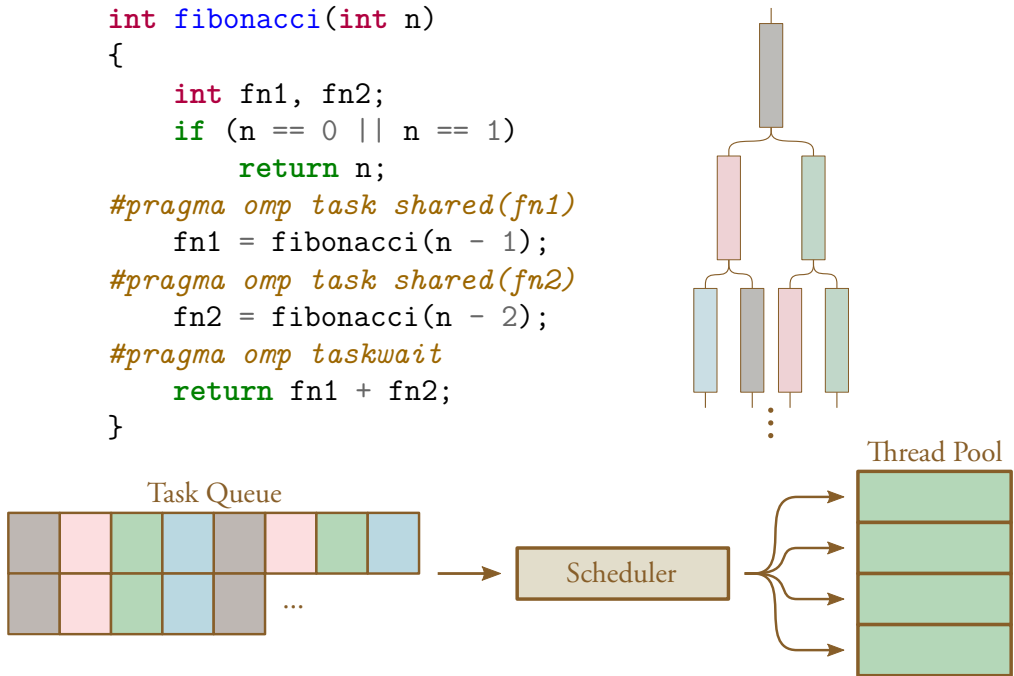 int fibonacci(int n)
{
    int fn1, fn2;
    if (n == 0 || n == 1)
        return n;
#pragma omp task shared(fn1)
    fn1 = fibonacci(n - 1);
#pragma omp task shared(fn2)
    fn2 = fibonacci(n - 2);
#pragma omp taskwait
    return fn1 + fn2;
}
Thread Pool
Task Queue
Scheduler
...